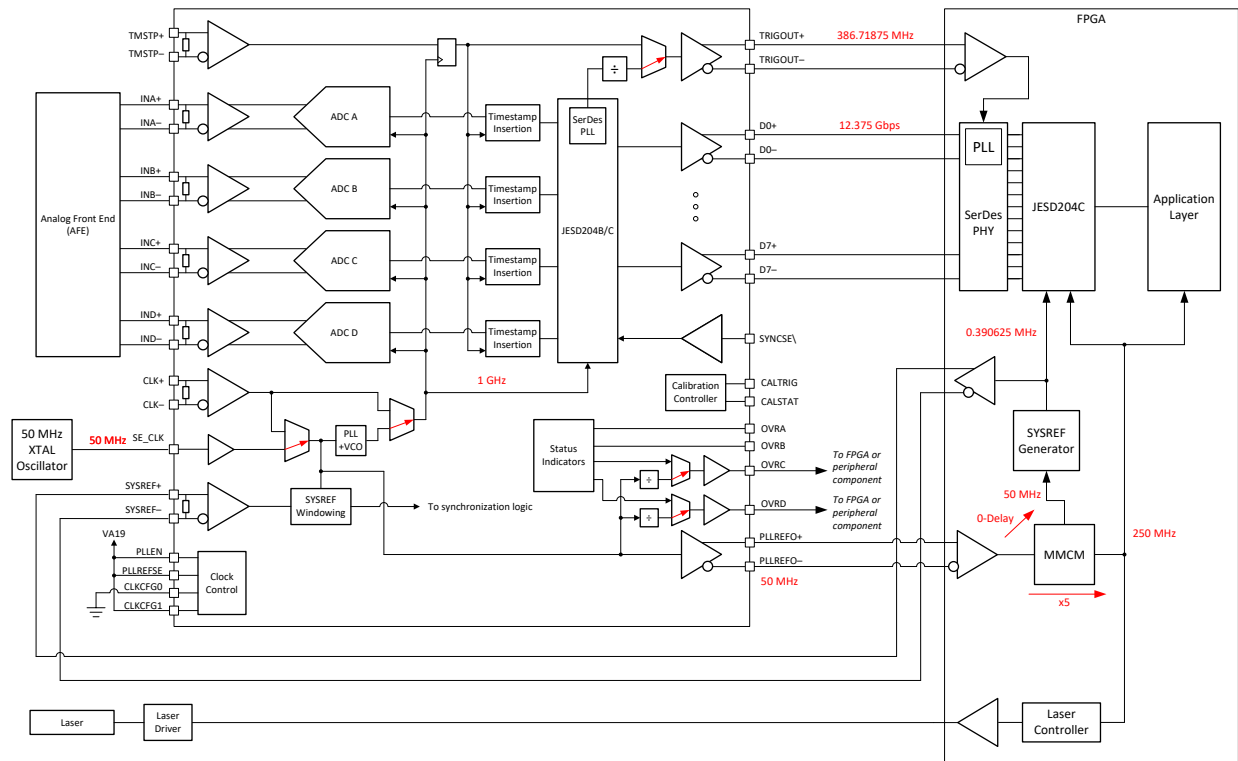 FPGA
TMSTP+
TMSTP–
TRIGOUT+
386.71875 MHz
TRIGOUT–
÷
Analog Front End
(AFE)
INA+
INA–
ADC A
Timestamp
Insertion
SerDes
PLL
D0+
12.375 Gbps
D0–
INB+
INB–
ADC B
Timestamp
Insertion
JESD204B/C
PLL
SerDes
PHY
JESD204C
Application
Layer
INC+
INC–
ADC C
Timestamp
Insertion
D7+
D7–
IND+
IND–
ADC D
Timestamp
Insertion
SYNCSE\
0.390625 MHz
CLK+
CLK–
1 GHz
Calibration
Controller
CALTRIG
CALSTAT
50 MHz
XTAL
Oscillator
50 MHz
SE_CLK
PLL
+VCO
Status
Indicators
OVRA
OVRB
OVRC
÷
To FPGA or
peripheral
component
SYSREF
Generator
SYSREF+
SYSREF–
SYSREF
Windowing
To synchronization logic
OVRD
÷
To FPGA or
peripheral
component
50 MHz
0-Delay
250 MHz
VA19
PLLEN
PLLREFSE
CLKCFG0
CLKCFG1
Clock
Control
PLLREFO+
PLLREFO–
50 MHz
MMCM
x5
Laser
Laser
Driver
Laser
Controller